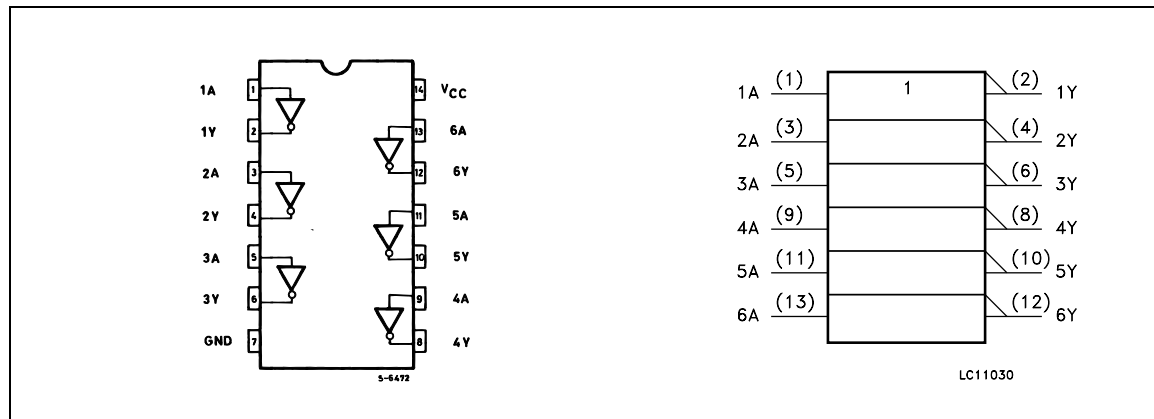 1A 1 14 VCC
1Y 2 13 6A
2A 3 12 6Y
2Y 4 11 5A
3A 5 10 5Y
3Y 6 9 4A
GND 7 8 4Y
S-6472
1
1A (1) (2) 1Y
2A (3) (4) 2Y
3A (5) (6) 3Y
4A (9) (8) 4Y
5A (11) (10) 5Y
6A (13) (12) 6Y
LC11030